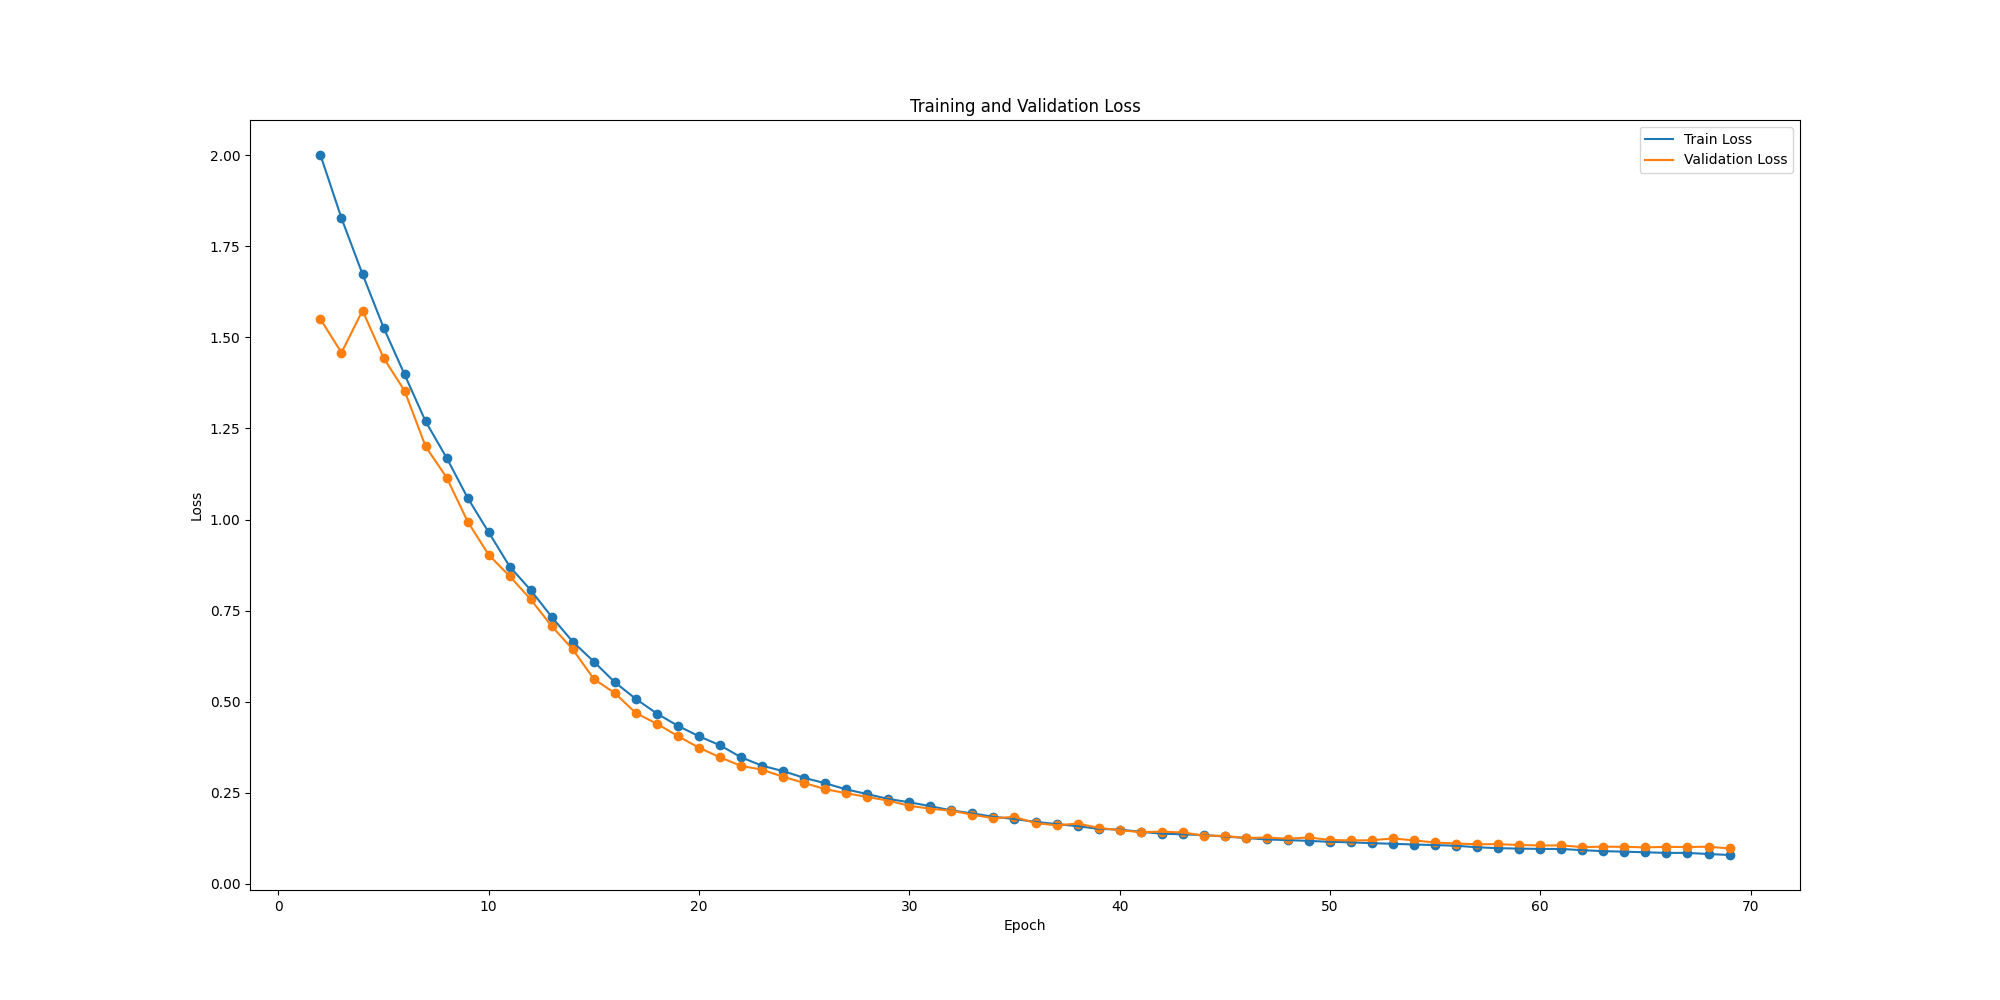 Training and Validation Loss
Train Loss
Validation Loss
2.00
1.75
1.50
1.25
1.00
0.75
0.50
0.25
0.00
Loss
0 10 20 30 40 50 60 70
Epoch